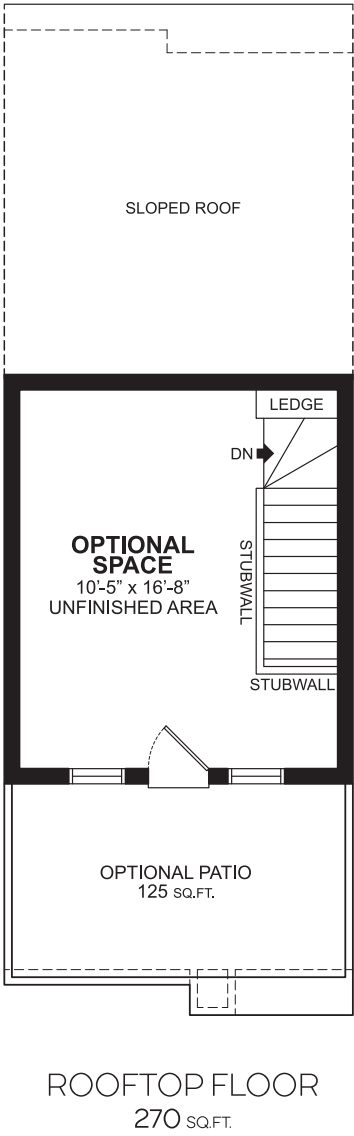 SLOPED ROOF
LEDGE
DN
OPTIONAL
SPACE
10'-5" x 16'-8"
UNFINISHED AREA
STUBWALL
STUBWALL
OPTIONAL PATIO
125 SQ.FT.
ROOFTOP FLOOR
270 SQ.FT.